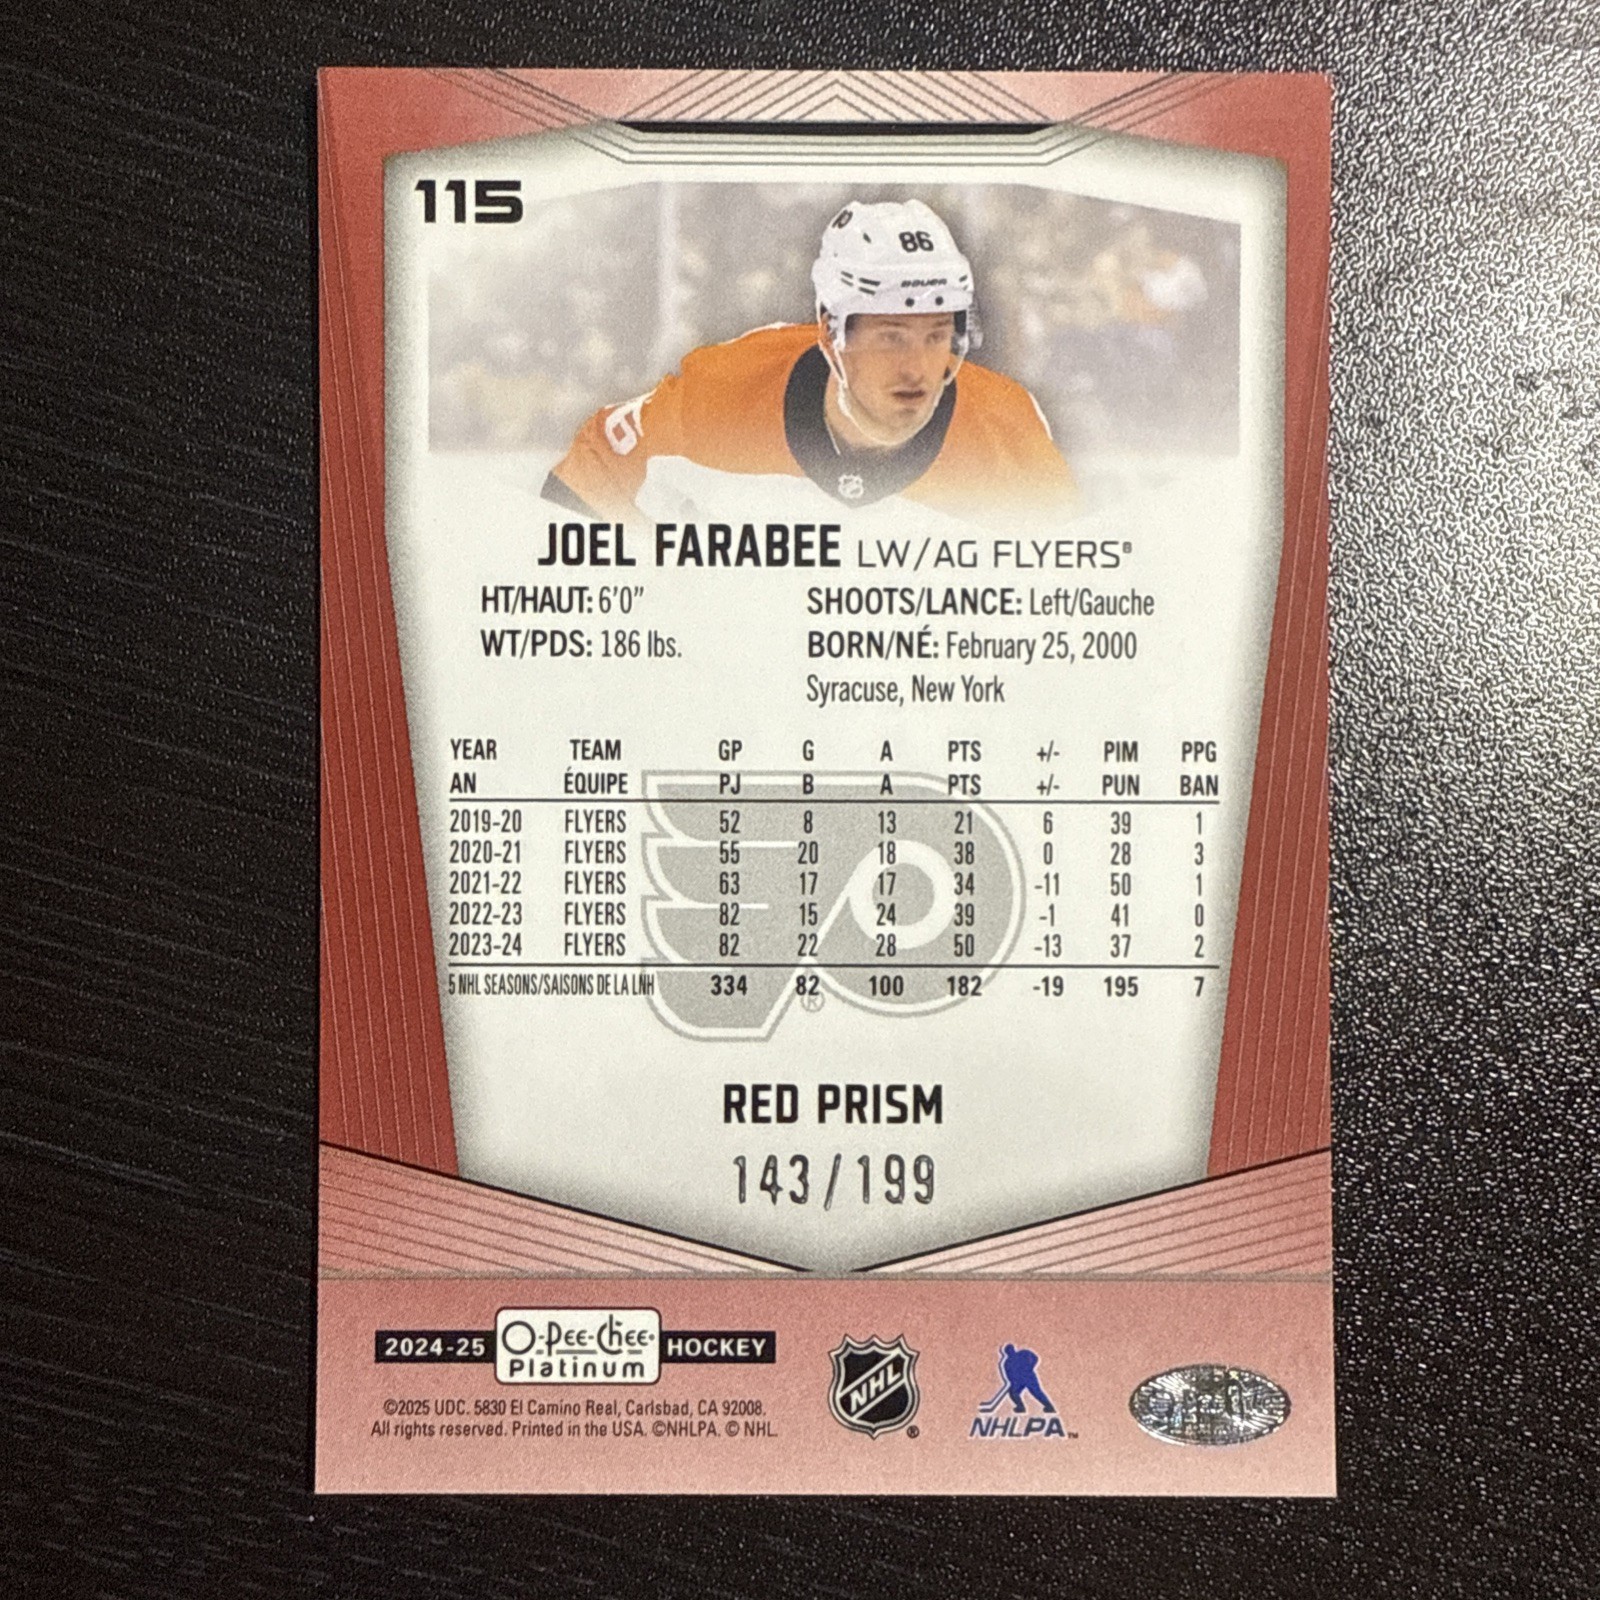 115
86
BAUER
86
JOEL FARABEE LW/AG FLYERS®
HT/HAUT: 6'0" SHOOTS/LANCE: Left/Gauche
WT/PDS: 186 lbs. BORN/NÉ: February 25, 2000
Syracuse, New York
YEAR TEAM GP G A PTS +/- PIM PPG
AN ÉQUIPE PJ B A PTS +/- PUN BAN
2019-20 FLYERS 52 8 13 21 6 39 1
2020-21 FLYERS 55 20 18 38 0 28 3
2021-22 FLYERS 63 17 17 34 -11 50 1
2022-23 FLYERS 82 15 24 39 -1 41 0
2023-24 FLYERS 82 22 28 50 -13 37 2
5 NHL SEASONS/SAISONS DE LA LNH 334 82 100 182 -19 195 7
®
RED PRISM
143/199
2024-25 O-Pee-Chee® Platinum HOCKEY
NHL®
NHLPA™
©2025 UDC. 5830 El Camino Real, Carlsbad, CA 92008.
All rights reserved. Printed in the USA. ©NHLPA. © NHL.